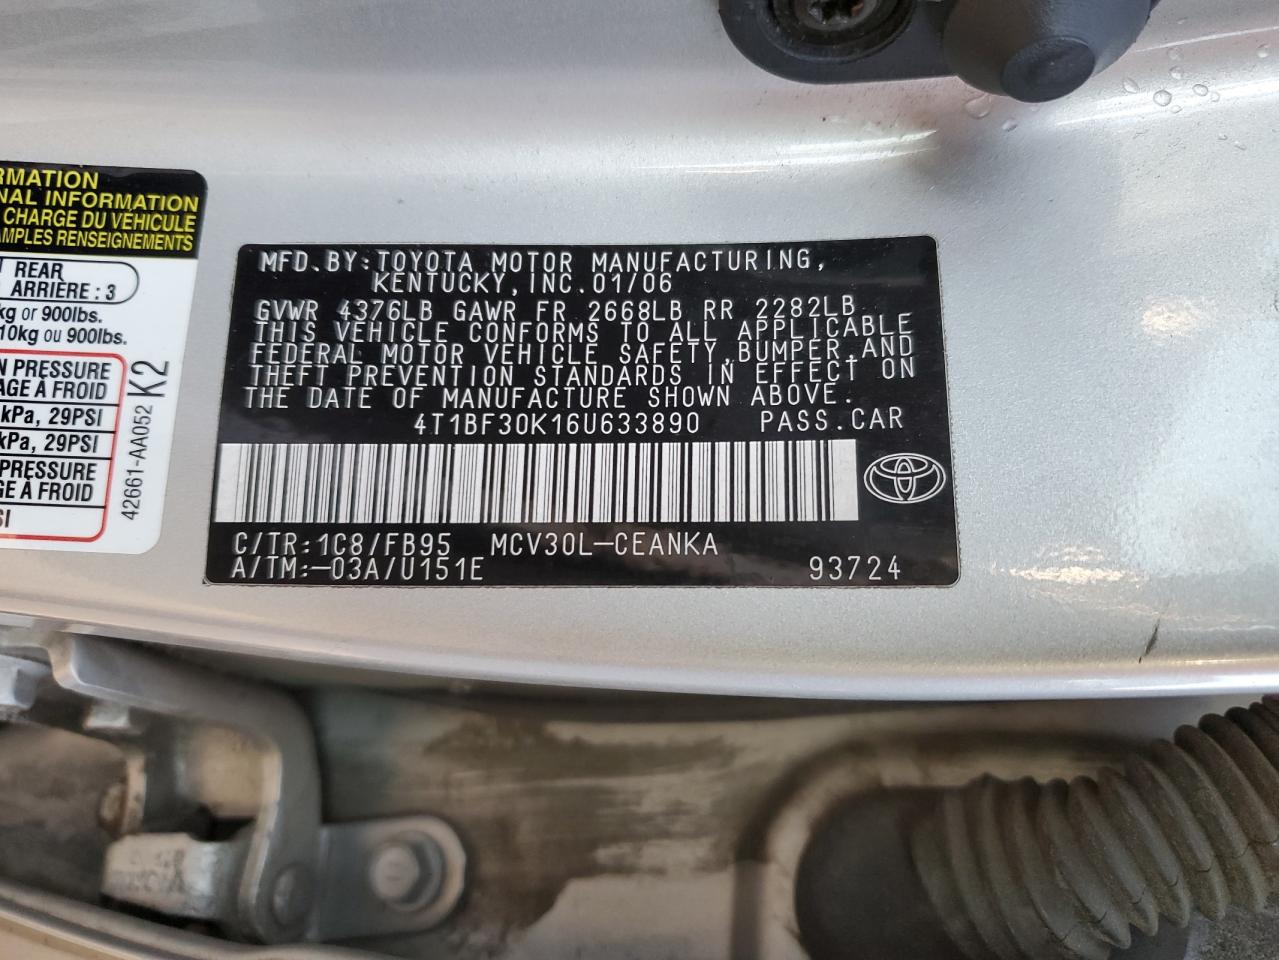 RMATION
NAL INFORMATION
CHARGE DU VÉHICULE
AMPLES RENSEIGNEMENTS
REAR
ARRIÈRE : 3
kg or 900lbs.
10kg ou 900lbs.
N PRESSURE
AGE À FROID
kPa, 29PSI
kPa, 29PSI
PRESSURE
GE À FROID
SI
42661-AA052 K2
MFD.BY:TOYOTA MOTOR MANUFACTURING,
KENTUCKY,INC.01/06
GVWR 4376LB GAWR FR 2668LB RR 2282LB
THIS VEHICLE CONFORMS TO ALL APPLICABLE
FEDERAL MOTOR VEHICLE SAFETY,BUMPER,AND
THEFT PREVENTION STANDARDS IN EFFECT ON
THE DATE OF MANUFACTURE SHOWN ABOVE.
4T1BF30K16U633890 PASS.CAR
C/TR:1C8/FB95 MCV30L-CEANKA
A/TM:-03A/U151E 93724